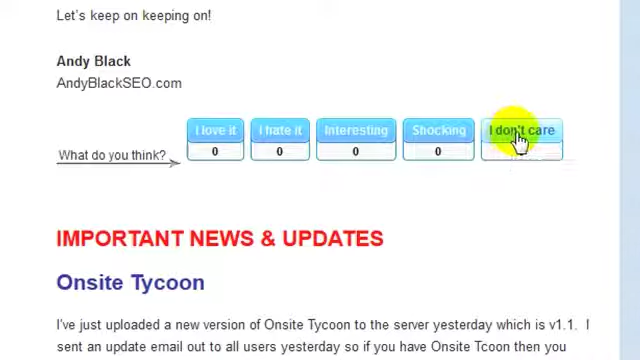 Let's keep on keeping on!
Andy Black
AndyBlackSEO.com
What do you think?
I love it
I hate it
Interesting
Shocking
I don't care
0
0
0
0
IMPORTANT NEWS & UPDATES
Onsite Tycoon
I've just uploaded a new version of Onsite Tycoon to the server yesterday which is v1.1. I
sent an update email out to all users yesterday so if you have Onsite Tcoon then you